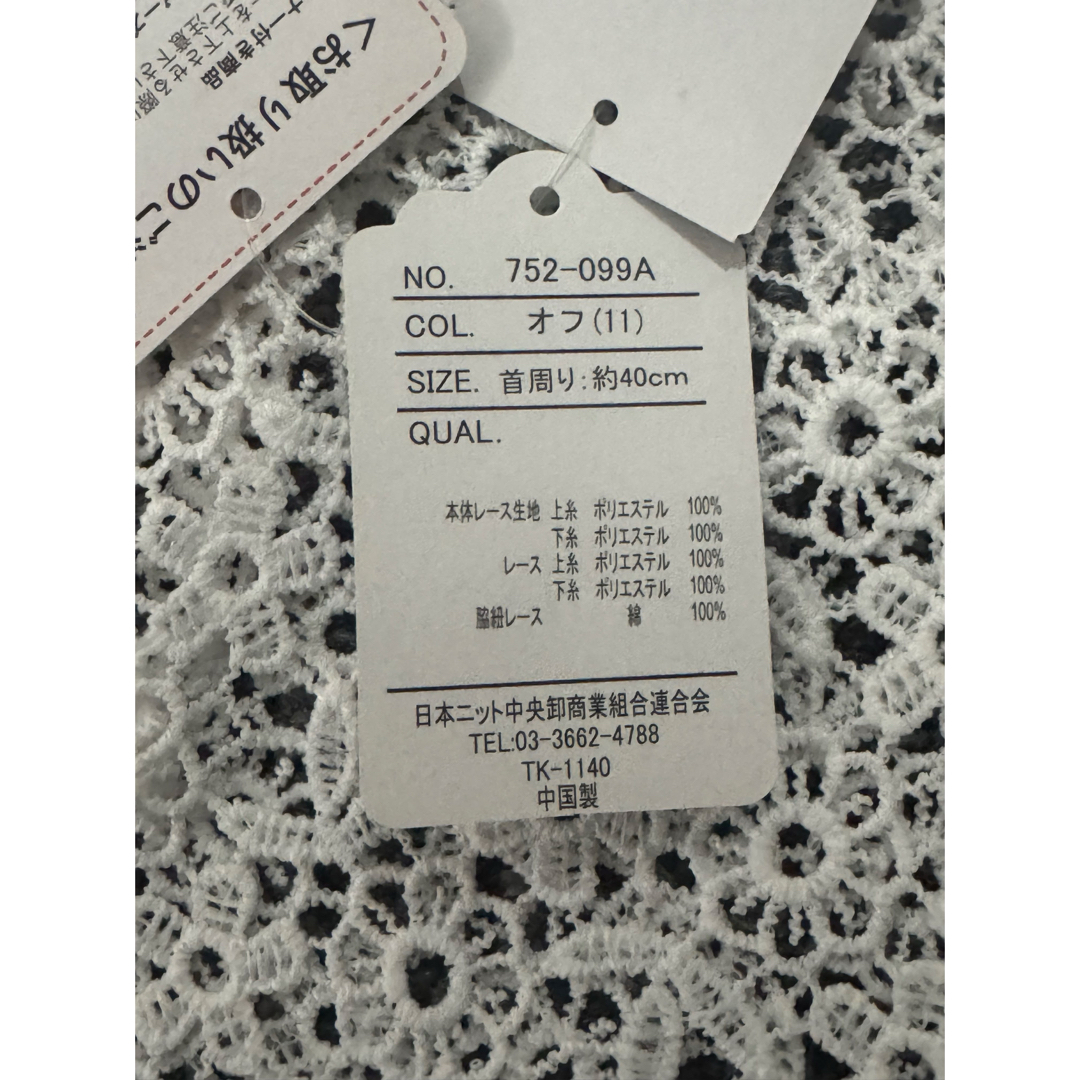 <お取り扱いのご
付き商品
NO. 752-099A
COL. オフ(11)
SIZE. 首周り:約40cm
QUAL.
本体レース生地 上糸 ポリエステル 100%
下糸 ポリエステル 100%
レース 上糸 ポリエステル 100%
下糸 ポリエステル 100%
脇紐レース 綿 100%
日本ニット中央卸商業組合連合会
TEL:03-3662-4788
TK-1140
中国製